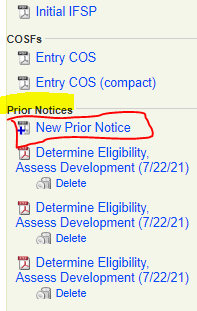 Initial IFSP
COSFs
Entry COS
Entry COS (compact)
Prior Notices
New Prior Notice
Determine Eligibility,
Assess Development (7/22/21)
Delete
Determine Eligibility,
Assess Development (7/22/21)
Delete
Determine Eligibility,
Assess Development (7/22/21)
Delete